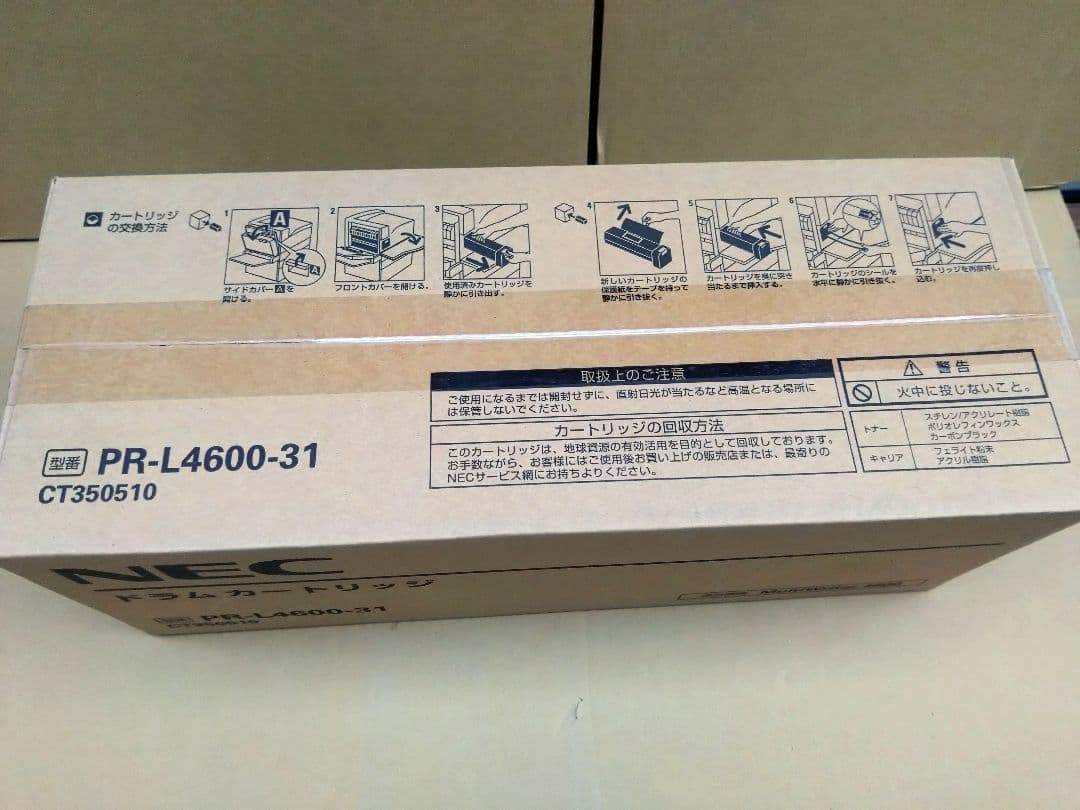 カートリッジ
の交換方法
1
A
A
サイドカバーAを
開ける。
2
フロントカバーを開ける。
3
使用済みカートリッジを
静かに引き出す。
4
新しいカートリッジの
保護紙をテープを持って
静かに引き抜く。
5
カートリッジを奥に突き
当たるまで挿入する。
6
カートリッジのシールを
水平に静かに引き抜く。
7
カートリッジを再度押し
込む。
取扱上のご注意
ご使用になるまでは開封せずに、直射日光が当たるなど高温となる場所に
は保管しないでください。
カートリッジの回収方法
このカートリッジは、地球資源の有効活用を目的として回収しております。
お手数ながら、お客様にはご使用後お買い上げの販売店または、最寄りの
NECサービス網にお持ちよりください。
警告
火中に投じないこと。
トナー
スチレン/アクリレート樹脂
ポリオレフィンワックス
カーボンブラック
キャリア
フェライト粉末
アクリル樹脂
型番 PR-L4600-31
CT350510
NEC
ドラムカートリッジ
型番 PR-L4600-31
CT350510